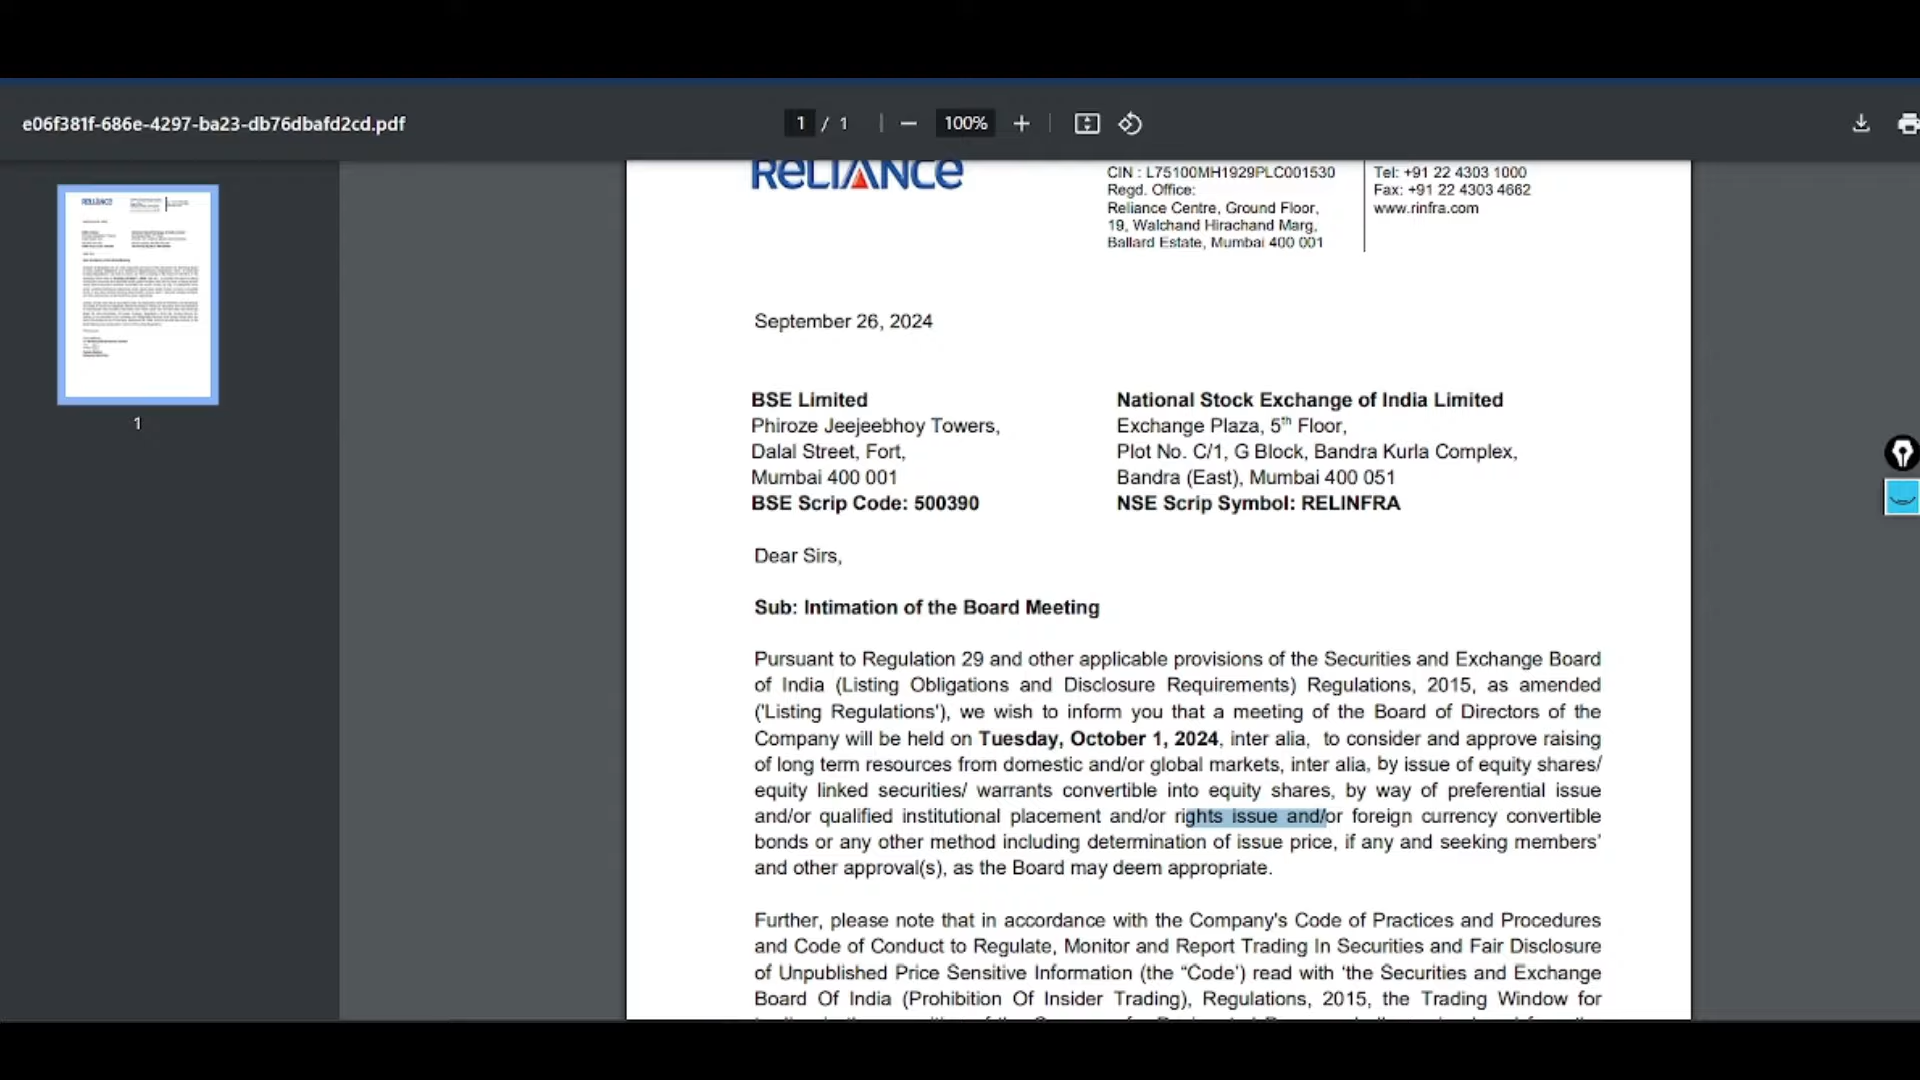 e06f381f-686e-4297-ba23-db76dbafd2cd.pdf
1 / 1
100%
RELIANCE
CIN : L75100MH1929PLC001530
Regd. Office:
Reliance Centre, Ground Floor,
19, Walchand Hirachand Marg,
Ballard Estate, Mumbai 400 001
Tel: +91 22 4303 1000
Fax: +91 22 4303 4662
www.rinfra.com
1
September 26, 2024
BSE Limited
Phiroze Jeejeebhoy Towers,
Dalal Street, Fort,
Mumbai 400 001
BSE Scrip Code: 500390
National Stock Exchange of India Limited
Exchange Plaza, 5th Floor,
Plot No. C/1, G Block, Bandra Kurla Complex,
Bandra (East), Mumbai 400 051
NSE Scrip Symbol: RELINFRA
Dear Sirs,
Sub: Intimation of the Board Meeting
Pursuant to Regulation 29 and other applicable provisions of the Securities and Exchange Board
of India (Listing Obligations and Disclosure Requirements) Regulations, 2015, as amended
('Listing Regulations'), we wish to inform you that a meeting of the Board of Directors of the
Company will be held on Tuesday, October 1, 2024, inter alia, to consider and approve raising
of long term resources from domestic and/or global markets, inter alia, by issue of equity shares/
equity linked securities/ warrants convertible into equity shares, by way of preferential issue
and/or qualified institutional placement and/or rights issue and/or foreign currency convertible
bonds or any other method including determination of issue price, if any and seeking members'
and other approval(s), as the Board may deem appropriate.
Further, please note that in accordance with the Company's Code of Practices and Procedures
and Code of Conduct to Regulate, Monitor and Report Trading In Securities and Fair Disclosure
of Unpublished Price Sensitive Information (the “Code’) read with ‘the Securities and Exchange
Board Of India (Prohibition Of Insider Trading), Regulations, 2015, the Trading Window for